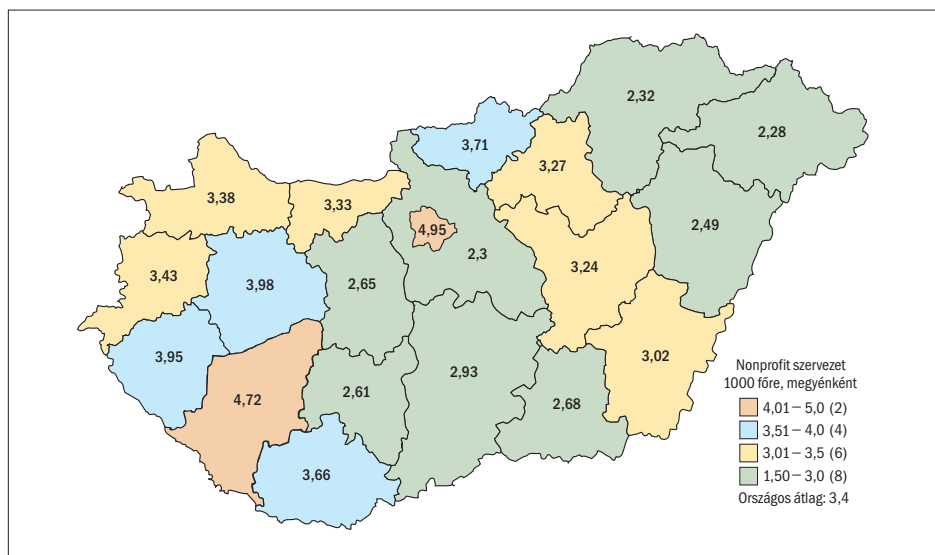 2,32
2,28
3,71
3,27
3,38
3,33
4,95
2,49
2,3
3,43
3,98
2,65
3,24
3,95
4,72
2,61
2,93
2,68
3,02
3,66
Nonprofit szervezet
1000 főre, megyénként
4,01 – 5,0 (2)
3,51 – 4,0 (4)
3,01 – 3,5 (6)
1,50 – 3,0 (8)
Országos átlag: 3,4